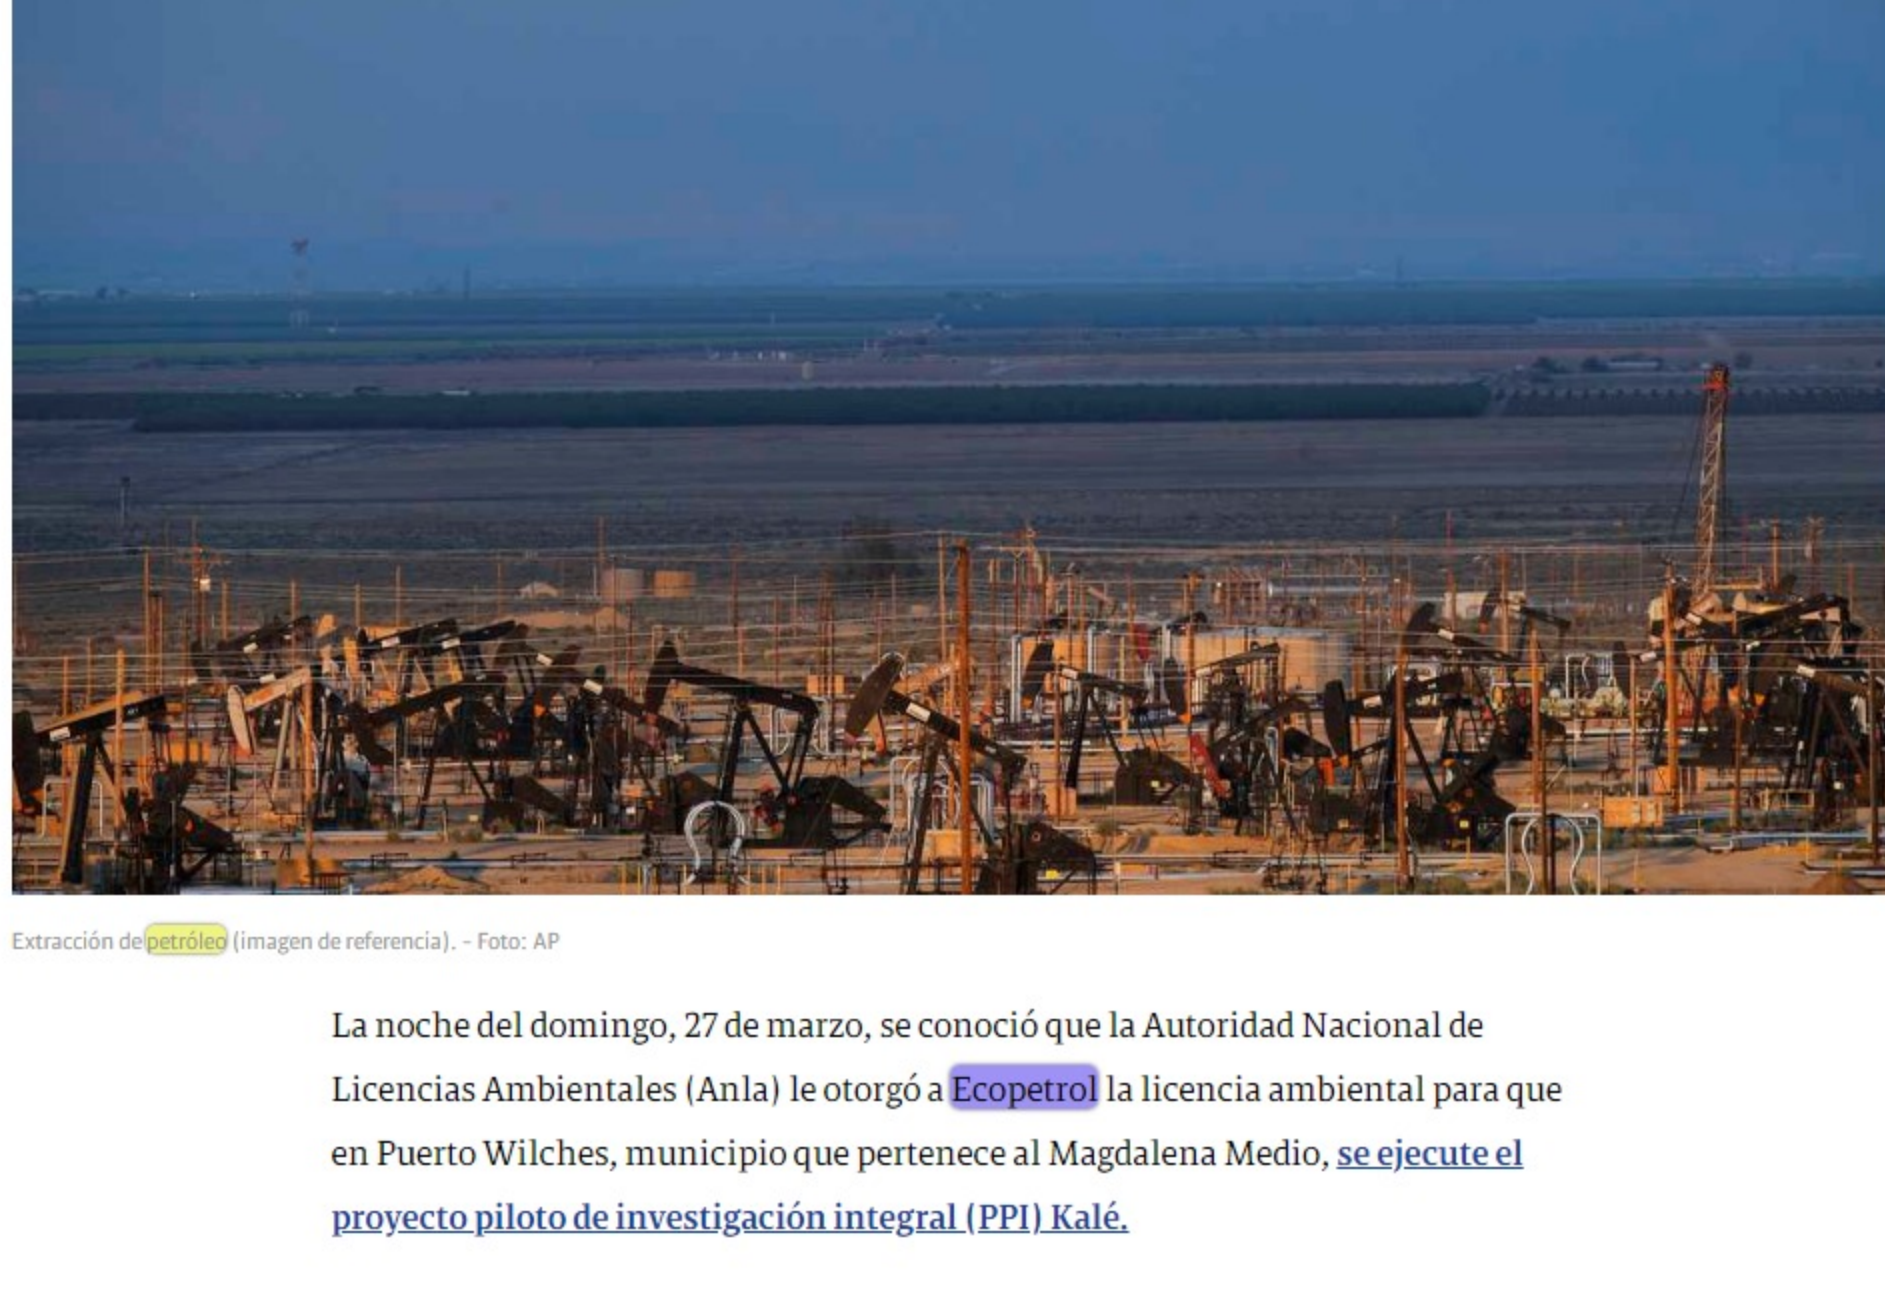 Extracción de petróleo (imagen de referencia). - Foto: AP
La noche del domingo, 27 de marzo, se conoció que la Autoridad Nacional de
Licencias Ambientales (Anla) le otorgó a Ecopetrol la licencia ambiental para que
en Puerto Wilches, municipio que pertenece al Magdalena Medio, se ejecute el
proyecto piloto de investigación integral (PPI) Kalé.